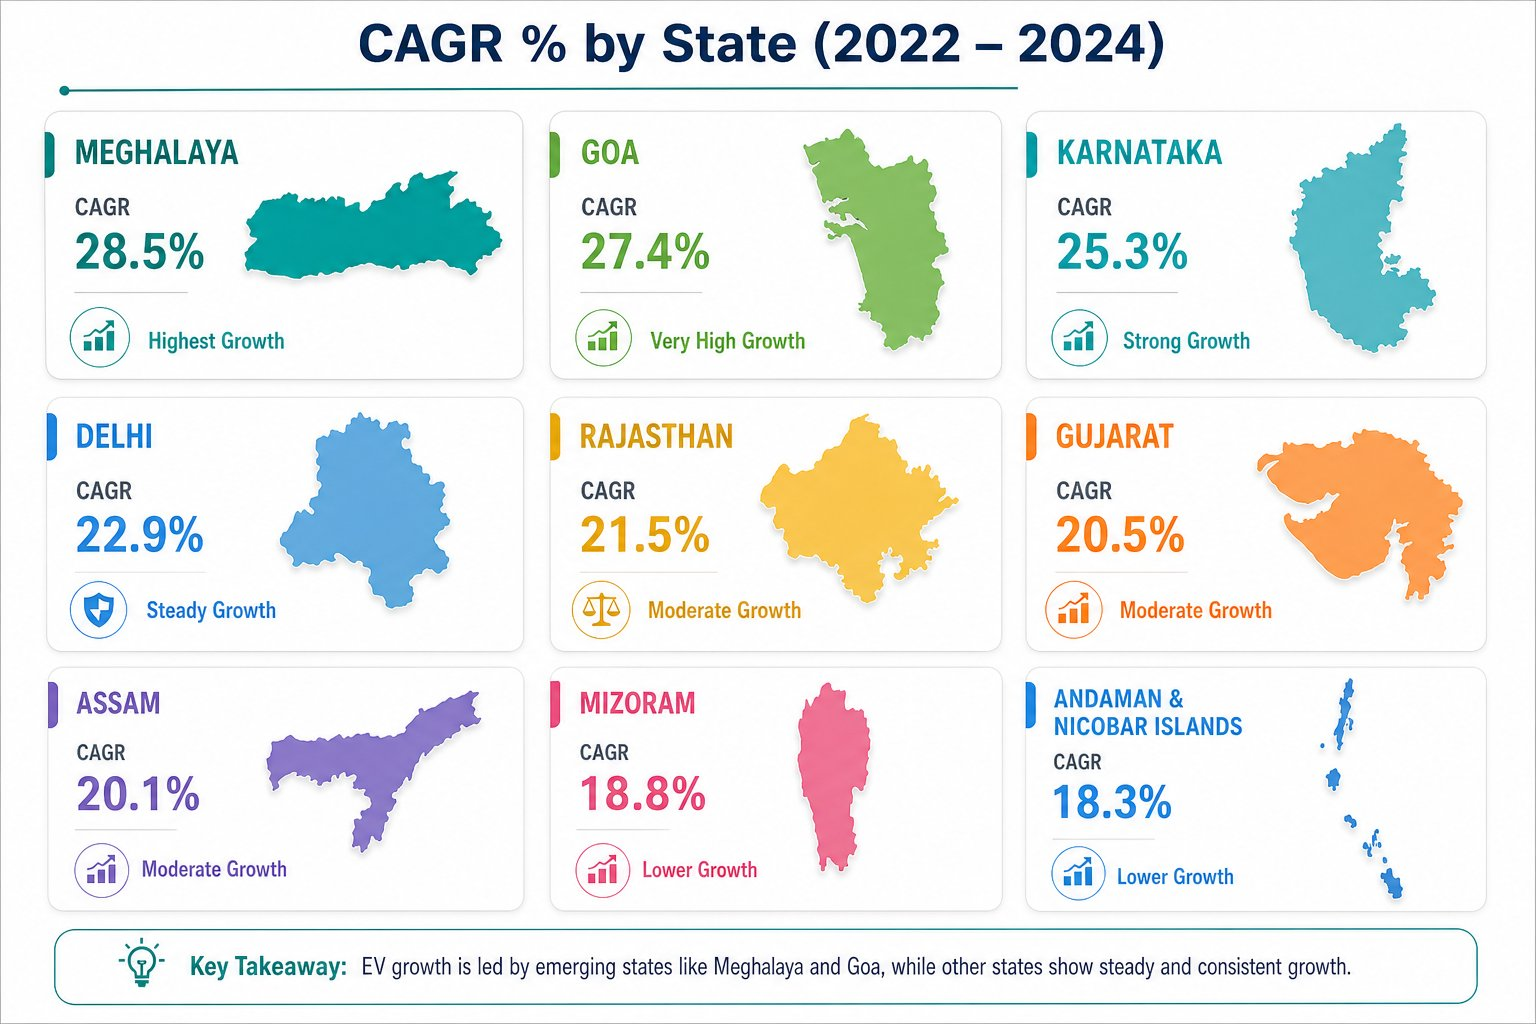 CAGR % by State (2022 – 2024)
MEGHALAYA
CAGR
28.5%
Highest Growth
GOA
CAGR
27.4%
Very High Growth
KARNATAKA
CAGR
25.3%
Strong Growth
DELHI
CAGR
22.9%
Steady Growth
RAJASTHAN
CAGR
21.5%
Moderate Growth
GUJARAT
CAGR
20.5%
Moderate Growth
ASSAM
CAGR
20.1%
Moderate Growth
MIZORAM
CAGR
18.8%
Lower Growth
ANDAMAN &
NICOBAR ISLANDS
CAGR
18.3%
Lower Growth
Key Takeaway: EV growth is led by emerging states like Meghalaya and Goa, while other states show steady and consistent growth.